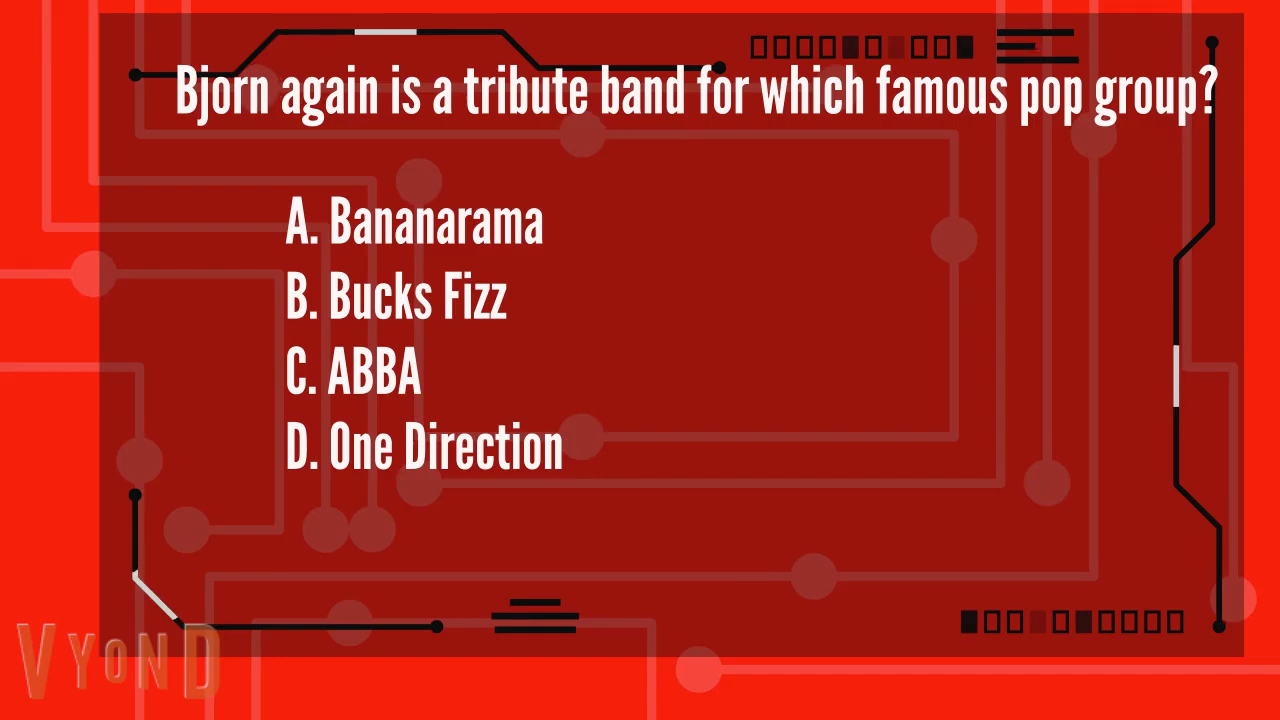 Bjorn again is a tribute band for which famous pop group?
A. Bananarama
B. Bucks Fizz
C. ABBA
D. One Direction
VYOND